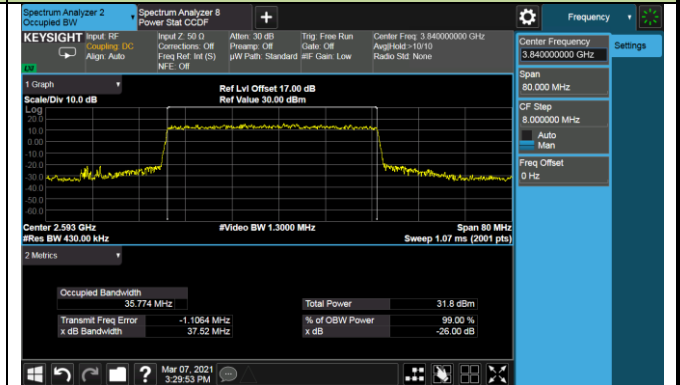 Spectrum Analyzer 2
Occupied BW
Spectrum Analyzer 8
Power Stat CCDF
Frequency
KEYSIGHT
Input: RF
Coupling: DC
Align: Auto
Input Z: 50 Ω
Corrections: Off
Freq Ref: Int (S)
NFE: Off
Atten: 30 dB
Preamp: Off
µW Path: Standard
Trig: Free Run
Gate: Off
#IF Gain: Low
Center Freq: 3.840000000 GHz
Avg|Hold:>10/10
Radio Std: None
Center Frequency
3.840000000 GHz
Settings
Span
80.000 MHz
CF Step
8.000000 MHz
Auto
Man
Freq Offset
0 Hz
1 Graph
Scale/Div 10.0 dB
Ref Lvl Offset 17.00 dB
Ref Value 30.00 dBm
Log
20.0
10.0
0.00
-10.0
-20.0
-30.0
-40.0
-50.0
-60.0
Center 2.593 GHz
#Res BW 430.00 kHz
#Video BW 1.3000 MHz
Span 80 MHz
Sweep 1.07 ms (2001 pts)
2 Metrics
Occupied Bandwidth
35.774 MHz
Total Power
31.8 dBm
Transmit Freq Error
-1.1064 MHz
% of OBW Power
99.00 %
x dB Bandwidth
37.52 MHz
x dB
-26.00 dB
Mar 07, 2021
3:29:53 PM